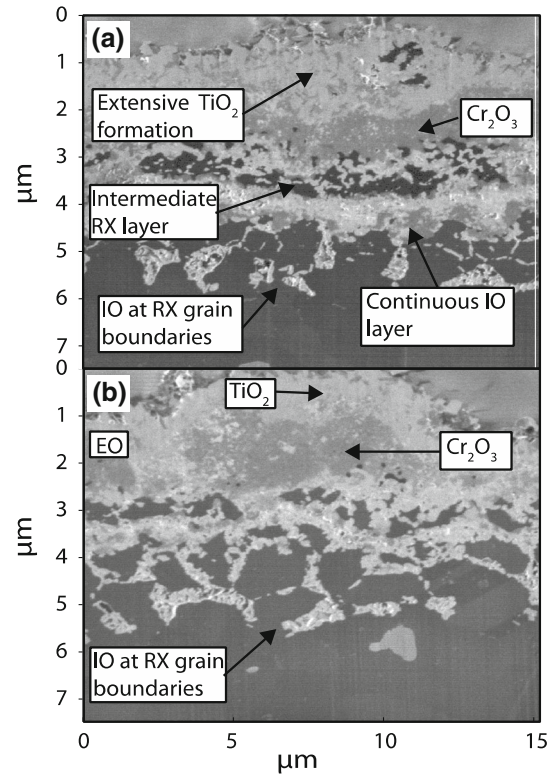 0
(a)
1
Extensive TiO₂
formation
2
Cr₂O₃
3
Intermediate
RX layer
4
5
IO at RX grain
boundaries
Continuous IO
layer
6
7
μm
0
(b)
TiO₂
1
EO
Cr₂O₃
2
3
4
5
IO at RX grain
boundaries
6
7
μm
0 5 10 15
μm